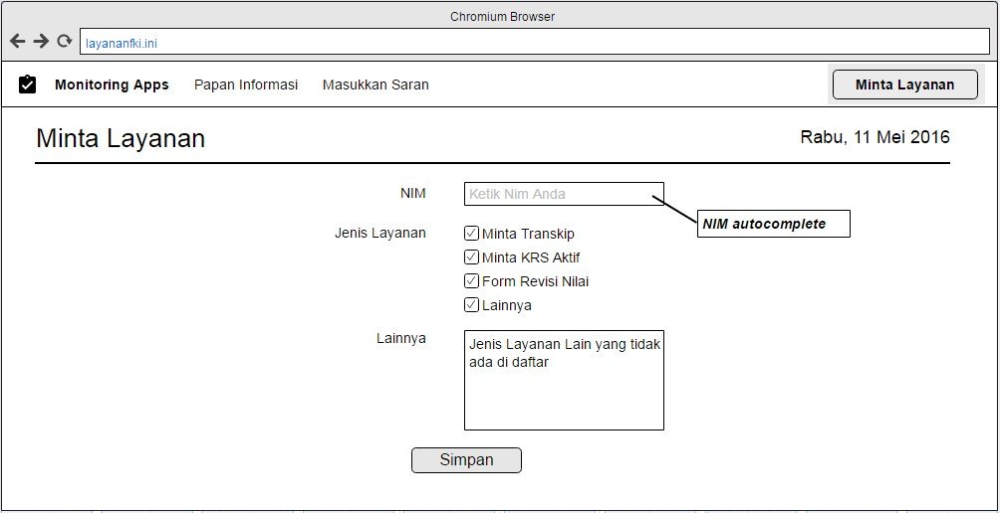 Chromium Browser
layananfki.ini
Monitoring Apps Papan Informasi Masukkan Saran Minta Layanan
Minta Layanan Rabu, 11 Mei 2016
NIM Ketik Nim Anda
NIM autocomplete
Jenis Layanan Minta Transkip
Minta KRS Aktif
Form Revisi Nilai
Lainnya
Lainnya Jenis Layanan Lain yang tidak
ada di daftar
Simpan